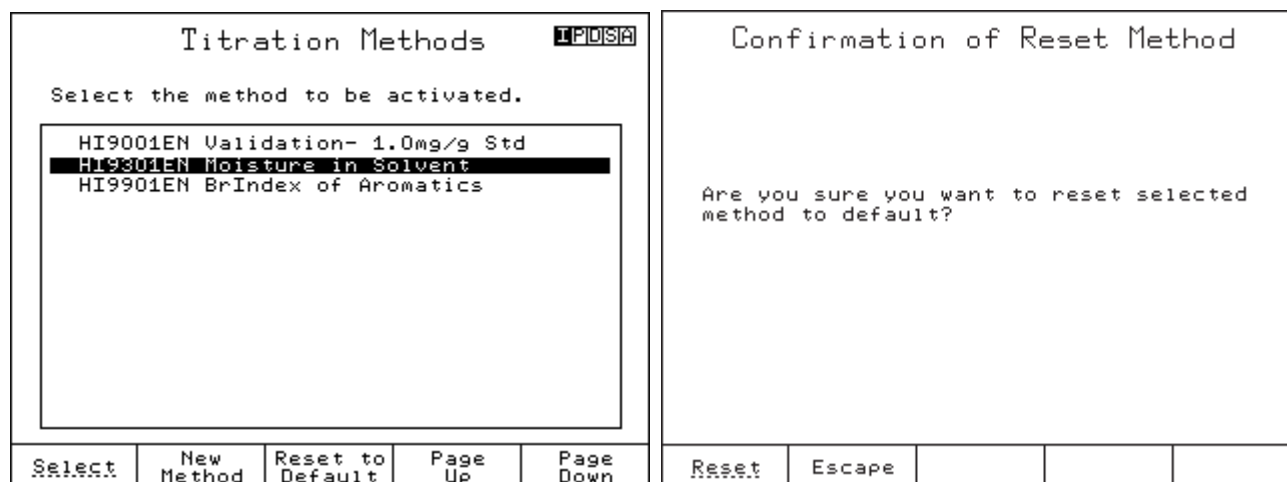 Titration Methods
IPDSA
Select the method to be activated.
HI9001EN Validation- 1.0mg/g Std
HI9301EN Moisture in Solvent
HI9901EN BrIndex of Aromatics
Select
New Method
Reset to Default
Page Up
Page Down
Confirmation of Reset Method
Are you sure you want to reset selected
method to default?
Reset
Escape